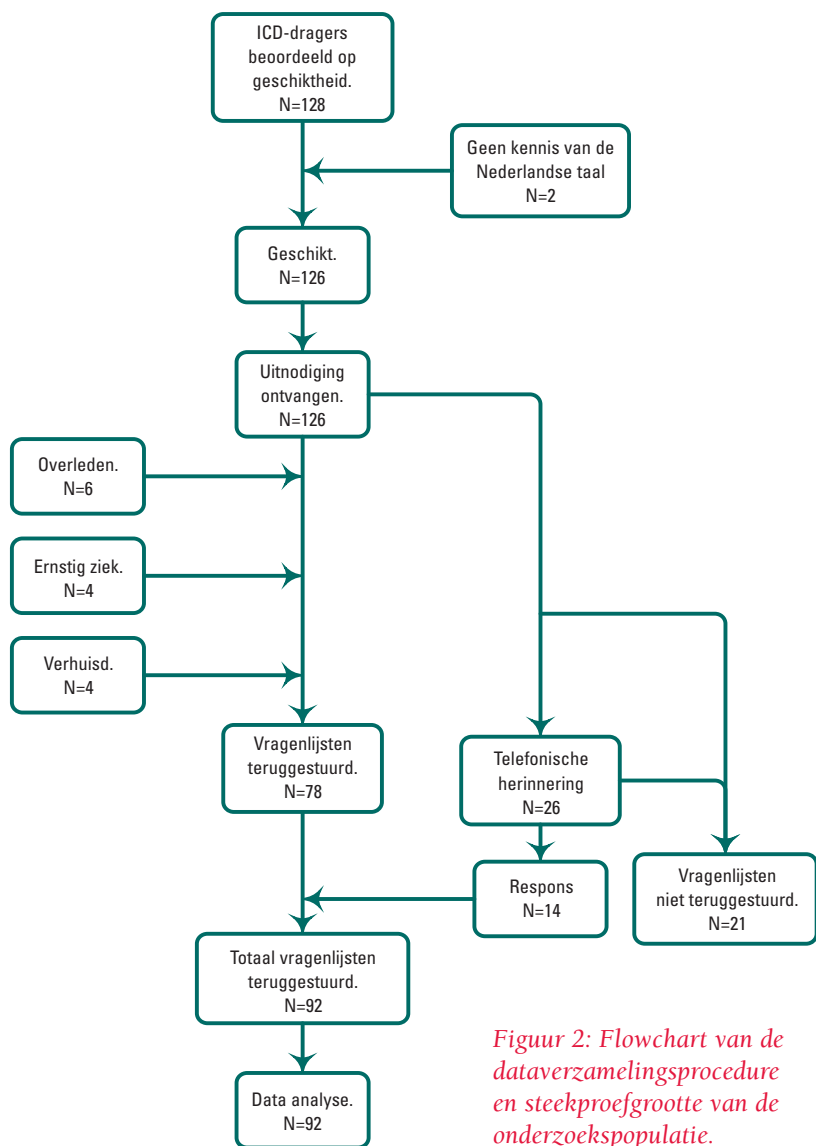 ICD-dragers
beoordeeld op
geschiktheid.
N=128
Geen kennis van de
Nederlandse taal
N=2
Geschikt.
N=126
Uitnodiging
ontvangen.
N=126
Overleden.
N=6
Ernstig ziek.
N=4
Verhuisd.
N=4
Vragenlijsten
teruggestuurd.
N=78
Telefonische
herinnering
N=26
Respons
N=14
Vragenlijsten
niet teruggestuurd.
N=21
Totaal vragenlijsten
teruggestuurd.
N=92
Data analyse.
N=92
Figuur 2: Flowchart van de
dataverzamelingsprocedure
en steekproefgrootte van de
onderzoekspopulatie.